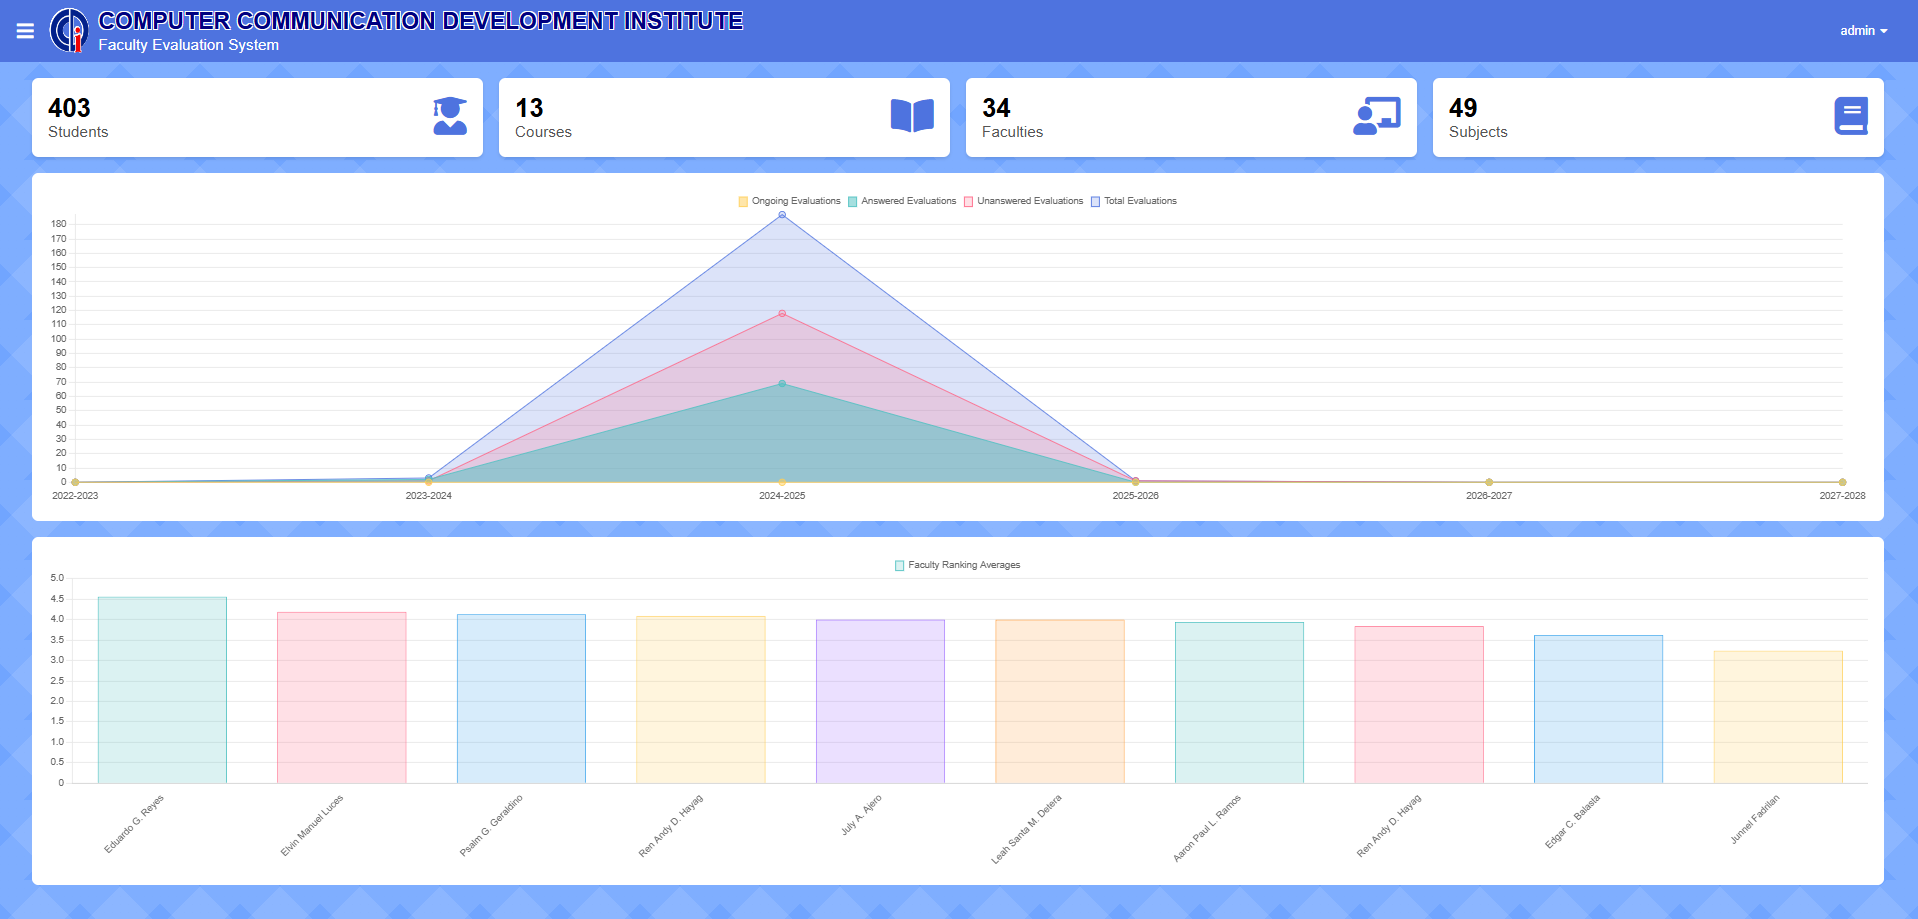 COMPUTER COMMUNICATION DEVELOPMENT INSTITUTE
Faculty Evaluation System
admin
403
Students
13
Courses
34
Faculties
49
Subjects
Ongoing Evaluations Answered Evaluations Unanswered Evaluations Total Evaluations
180
170
160
150
140
130
120
110
100
90
80
70
60
50
40
30
20
10
0
2022-2023 2023-2024 2024-2025 2025-2026 2026-2027 2027-2028
Faculty Ranking Averages
5.0
4.5
4.0
3.5
3.0
2.5
2.0
1.5
1.0
0.5
0
Eduardo G. Reyes
Elvin Manuel Luces
Psalm G. Geraldino
Ren Andy D. Hayag
July A. Ajero
Leah Santa M. Detera
Aaron Paul L. Ramos
Ren Andy D. Hayag
Edgar C. Balasta
Junnel Fadrilan